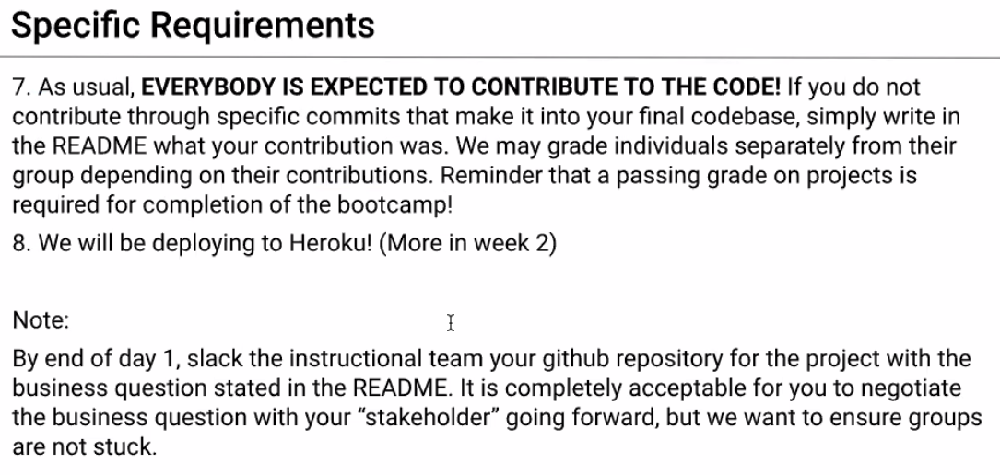 Specific Requirements
7. As usual, EVERYBODY IS EXPECTED TO CONTRIBUTE TO THE CODE! If you do not
contribute through specific commits that make it into your final codebase, simply write in
the README what your contribution was. We may grade individuals separately from their
group depending on their contributions. Reminder that a passing grade on projects is
required for completion of the bootcamp!
8. We will be deploying to Heroku! (More in week 2)
Note:
By end of day 1, slack the instructional team your github repository for the project with the
business question stated in the README. It is completely acceptable for you to negotiate
the business question with your “stakeholder” going forward, but we want to ensure groups
are not stuck.